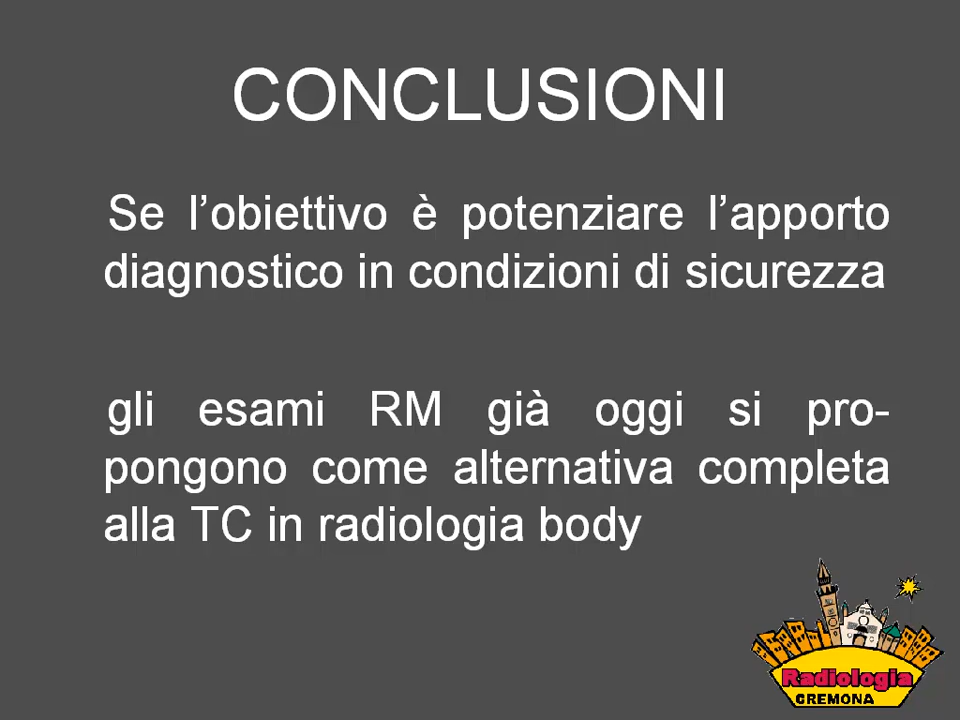 CONCLUSIONI
Se l’obiettivo è potenziare l’apporto
diagnostico in condizioni di sicurezza
gli esami RM già oggi si pro-
pongono come alternativa completa
alla TC in radiologia body
Radiologia
CREMONA